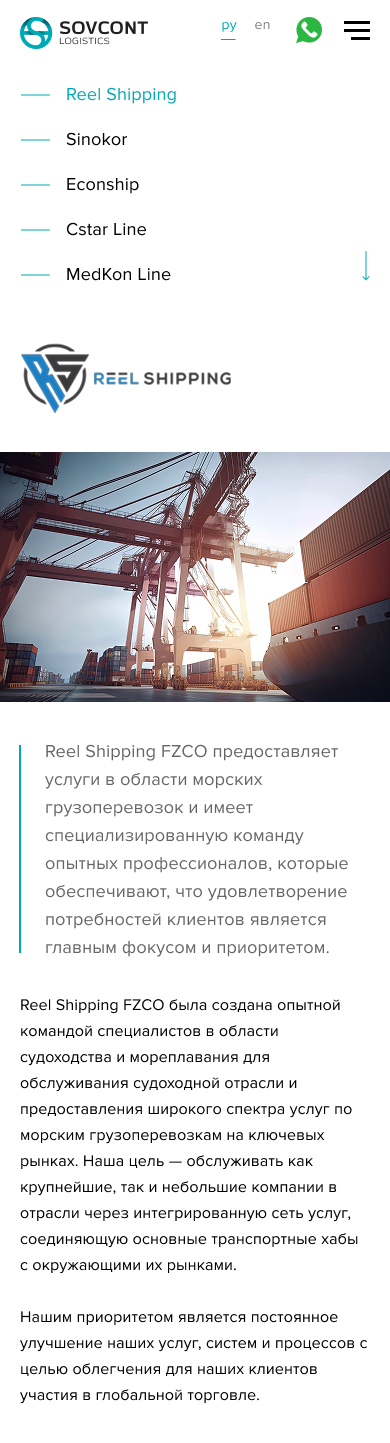 SOVCONT
LOGISTICS
ру en
Reel Shipping
Sinokor
Econship
Cstar Line
MedKon Line
RS REEL SHIPPING
Reel Shipping FZCO предоставляет
услуги в области морских
грузоперевозок и имеет
специализированную команду
опытных профессионалов, которые
обеспечивают, что удовлетворение
потребностей клиентов является
главным фокусом и приоритетом.
Reel Shipping FZCO была создана опытной
командой специалистов в области
судоходства и мореплавания для
обслуживания судоходной отрасли и
предоставления широкого спектра услуг по
морским грузоперевозкам на ключевых
рынках. Наша цель — обслуживать как
крупнейшие, так и небольшие компании в
отрасли через интегрированную сеть услуг,
соединяющую основные транспортные хабы
с окружающими их рынками.
Нашим приоритетом является постоянное
улучшение наших услуг, систем и процессов с
целью облегчения для наших клиентов
участия в глобальной торговле.